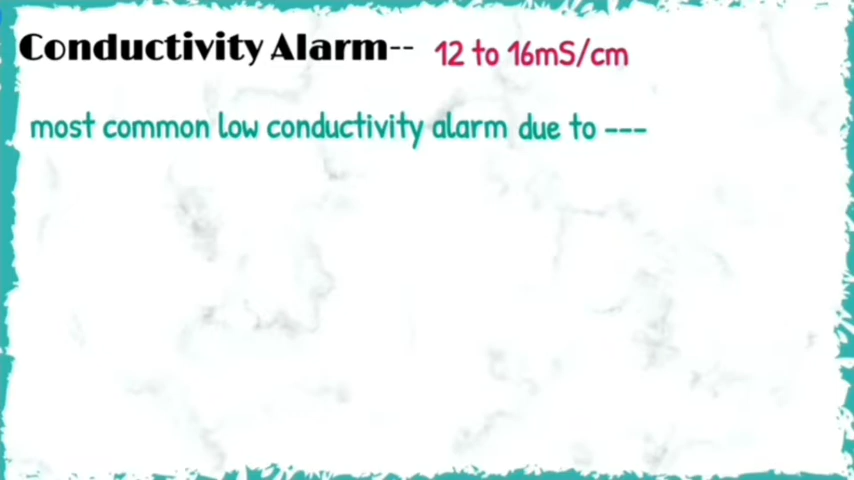 Conductivity Alarm-- 12 to 16mS/cm
most common low conductivity alarm due to ---